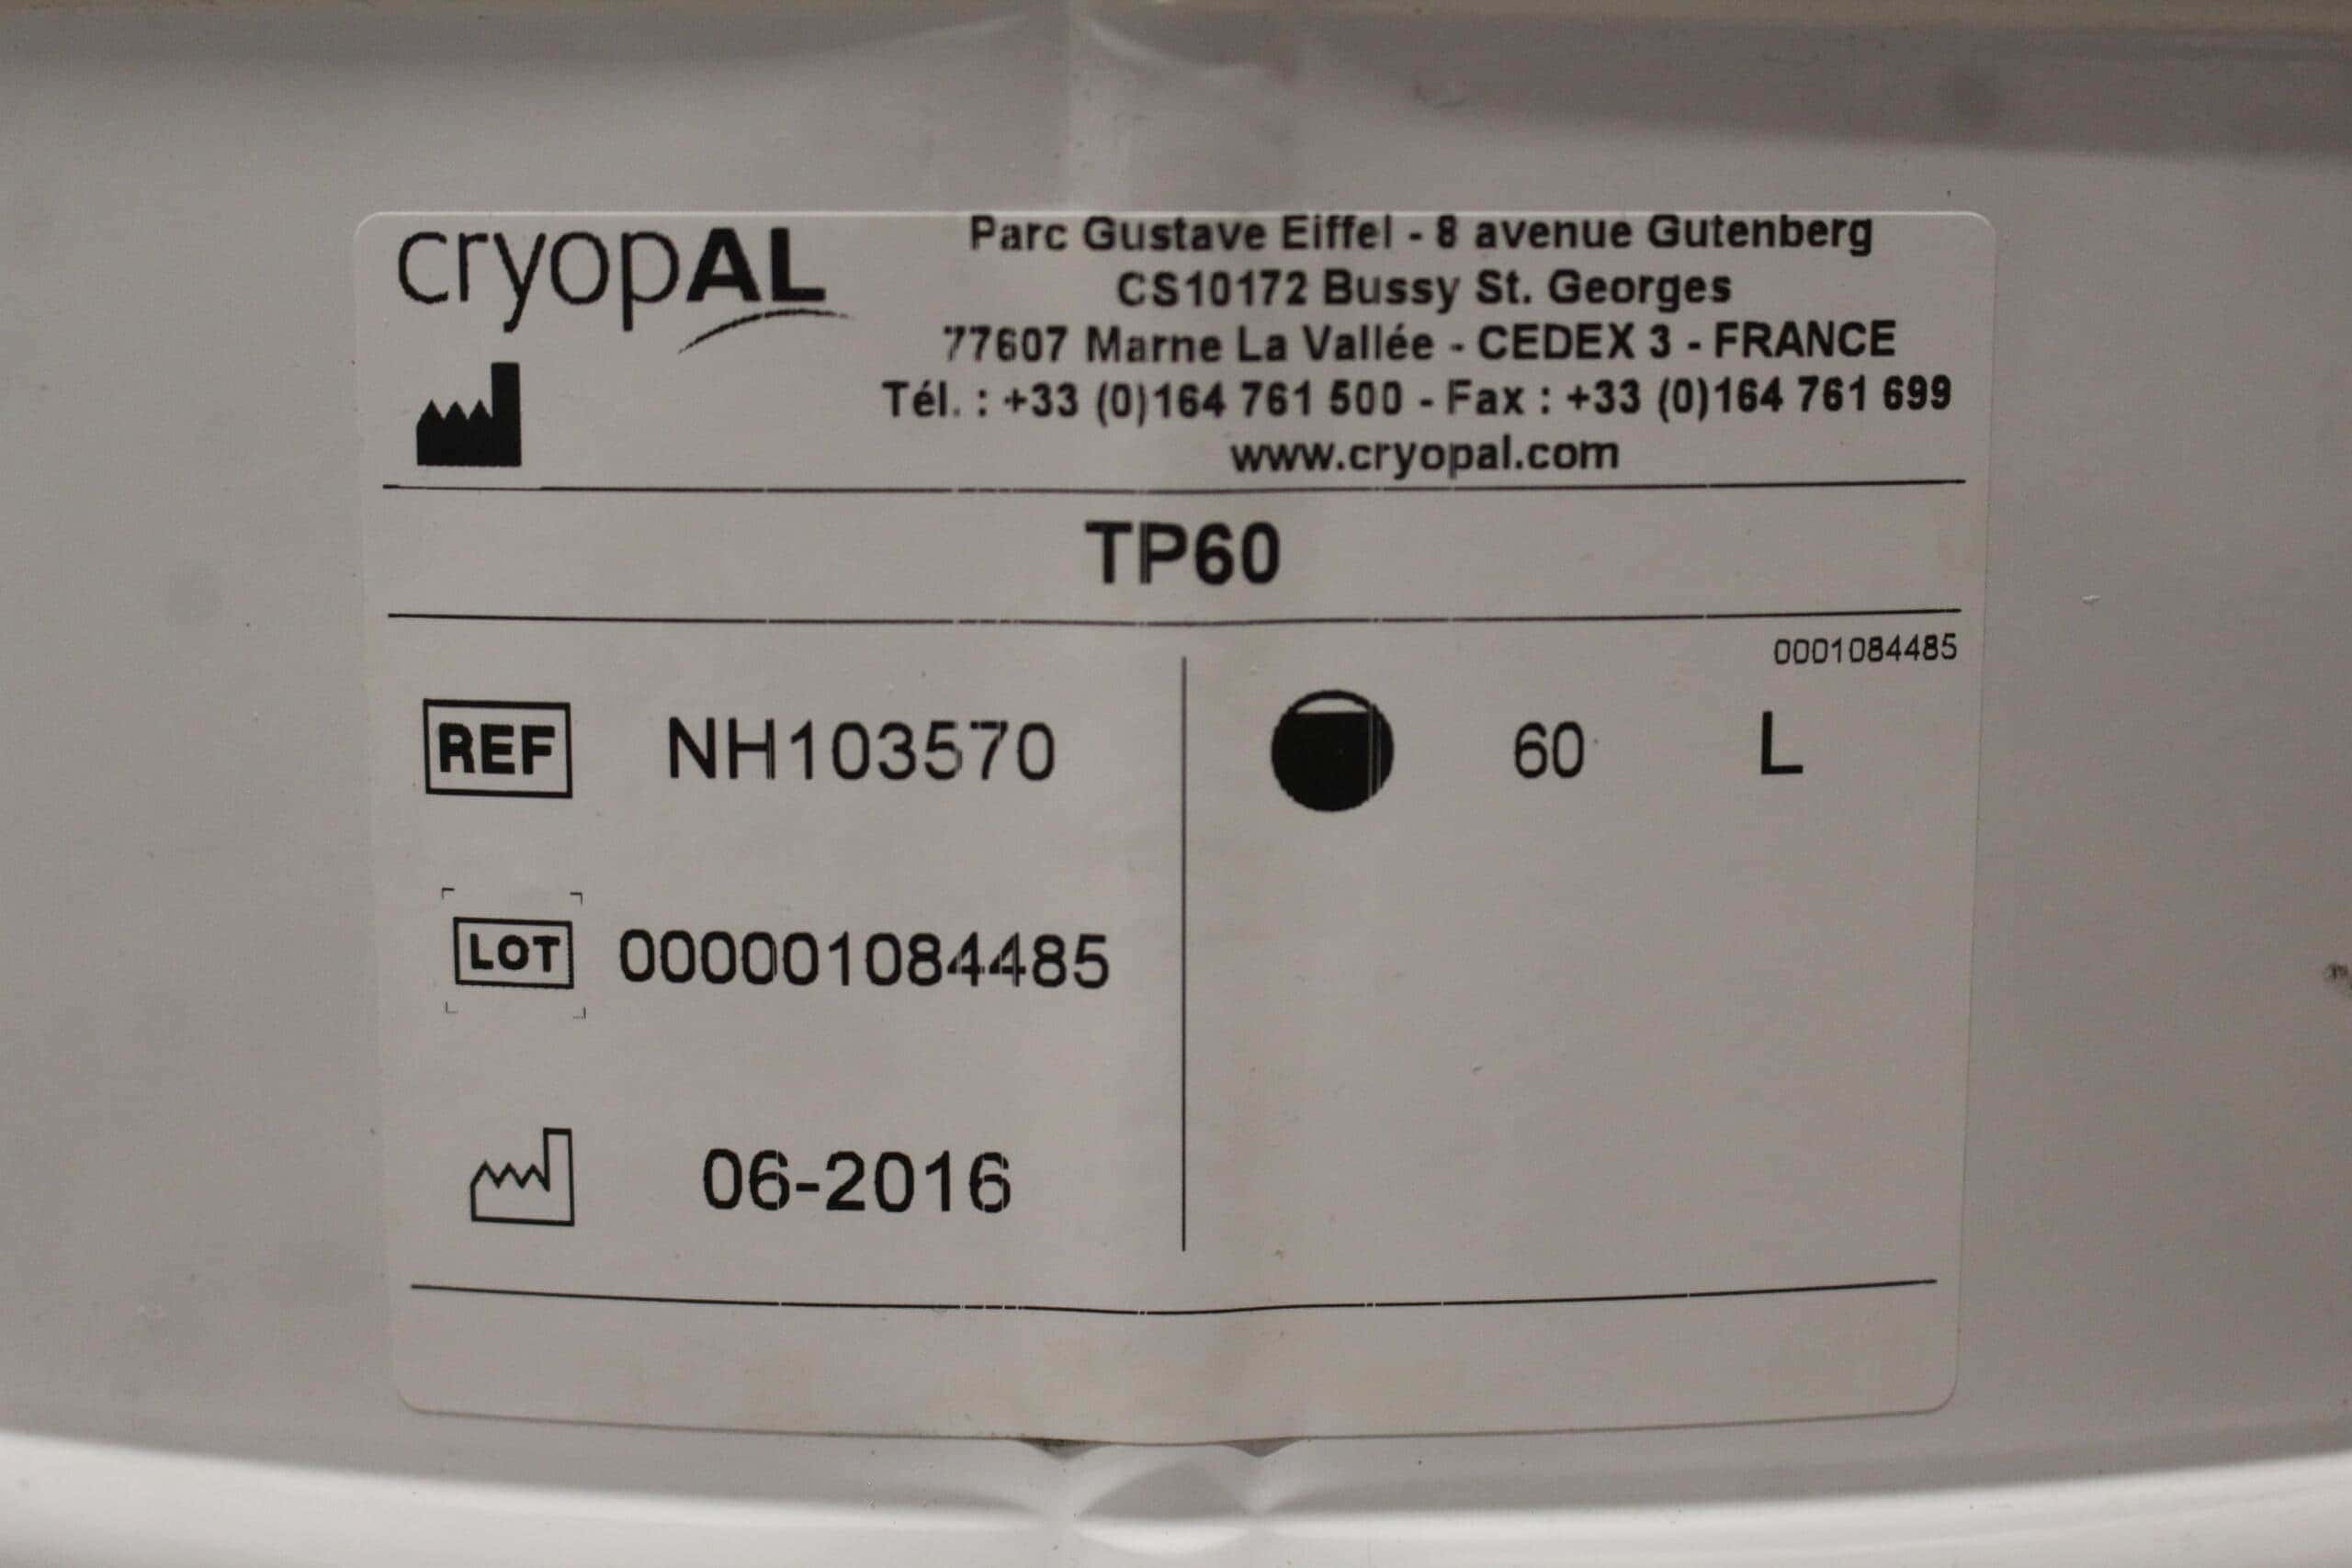 cryopAL
Parc Gustave Eiffel - 8 avenue Gutenberg
CS10172 Bussy St. Georges
77607 Marne La Vallée - CEDEX 3 - FRANCE
Tél. : +33 (0)164 761 500 - Fax : +33 (0)164 761 699
www.cryopal.com
TP60
0001084485
REF NH103570
60 L
LOT 000001084485
06-2016